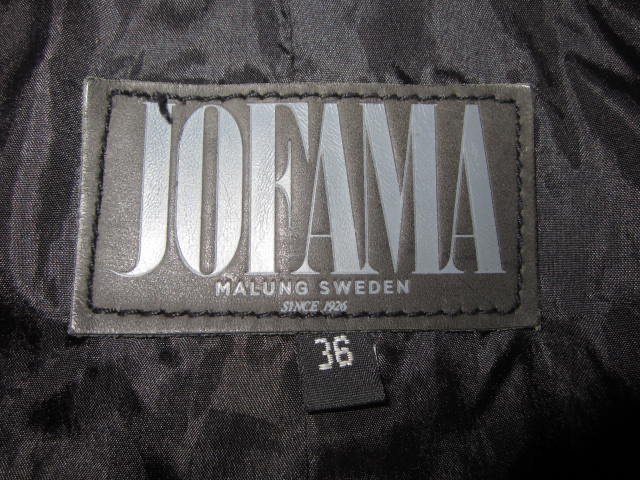 JOFAMA
MALUNG SWEDEN
SINCE 1926
36